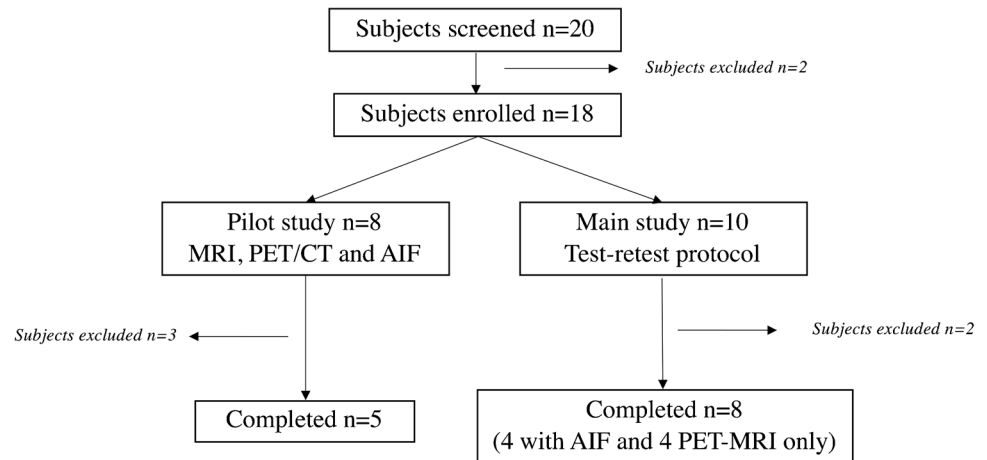 Subjects screened n=20
Subjects excluded n=2
Subjects enrolled n=18
Pilot study n=8
MRI, PET/CT and AIF
Main study n=10
Test-retest protocol
Subjects excluded n=3
Subjects excluded n=2
Completed n=5
Completed n=8
(4 with AIF and 4 PET-MRI only)